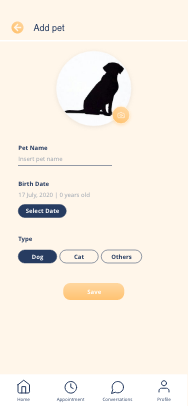 Add pet
Pet Name
Insert pet name
Birth Date
17 July, 2020 | 0 years old
Select Date
Type
Dog Cat Others
Save
Home Appointment Conversations Profile